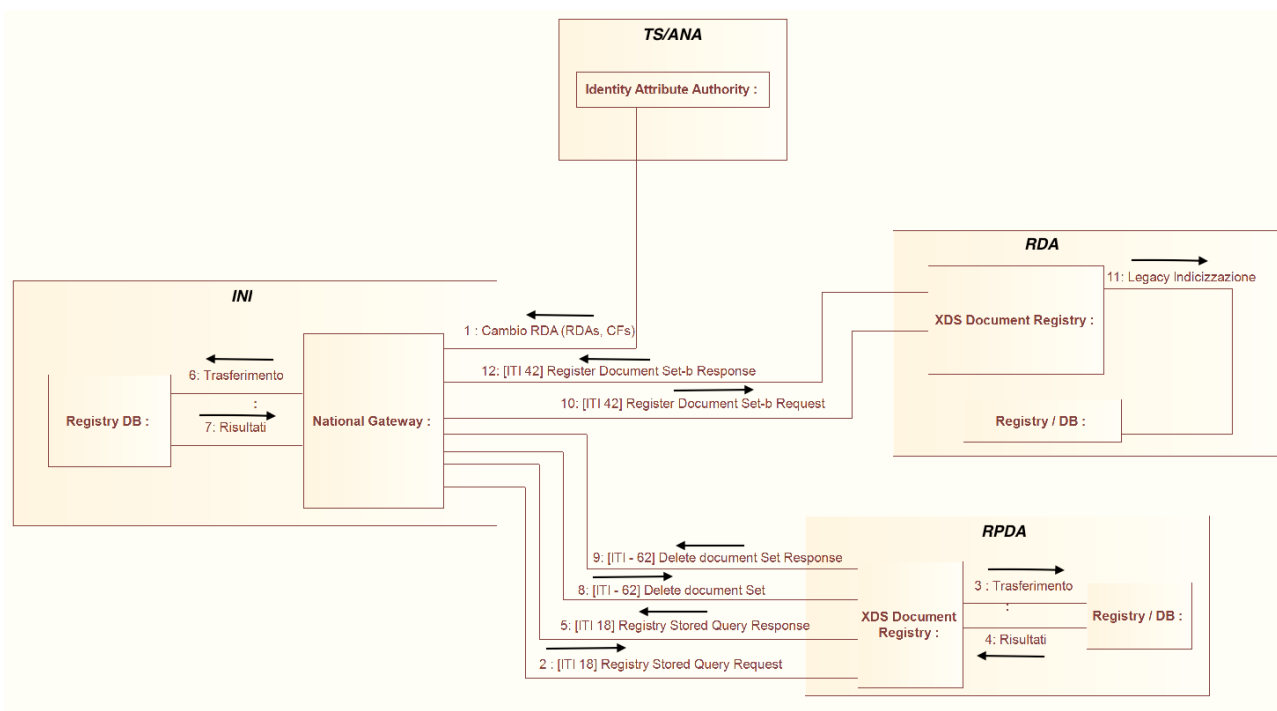 TS/ANA
Identity Attribute Authority :
RDA
11: Legacy Indicizzazione
XDS Document Registry :
Registry / DB :
INI
1 : Cambio RDA (RDAs, CFs)
12: [ITI 42] Register Document Set-b Response
10: [ITI 42] Register Document Set-b Request
6: Trasferimento
:
7: Risultati
Registry DB :
National Gateway :
RPDA
9: [ITI - 62] Delete document Set Response
8: [ITI - 62] Delete document Set
5: [ITI 18] Registry Stored Query Response
2 : [ITI 18] Registry Stored Query Request
XDS Document
Registry :
3 : Trasferimento
:
4: Risultati
Registry / DB :